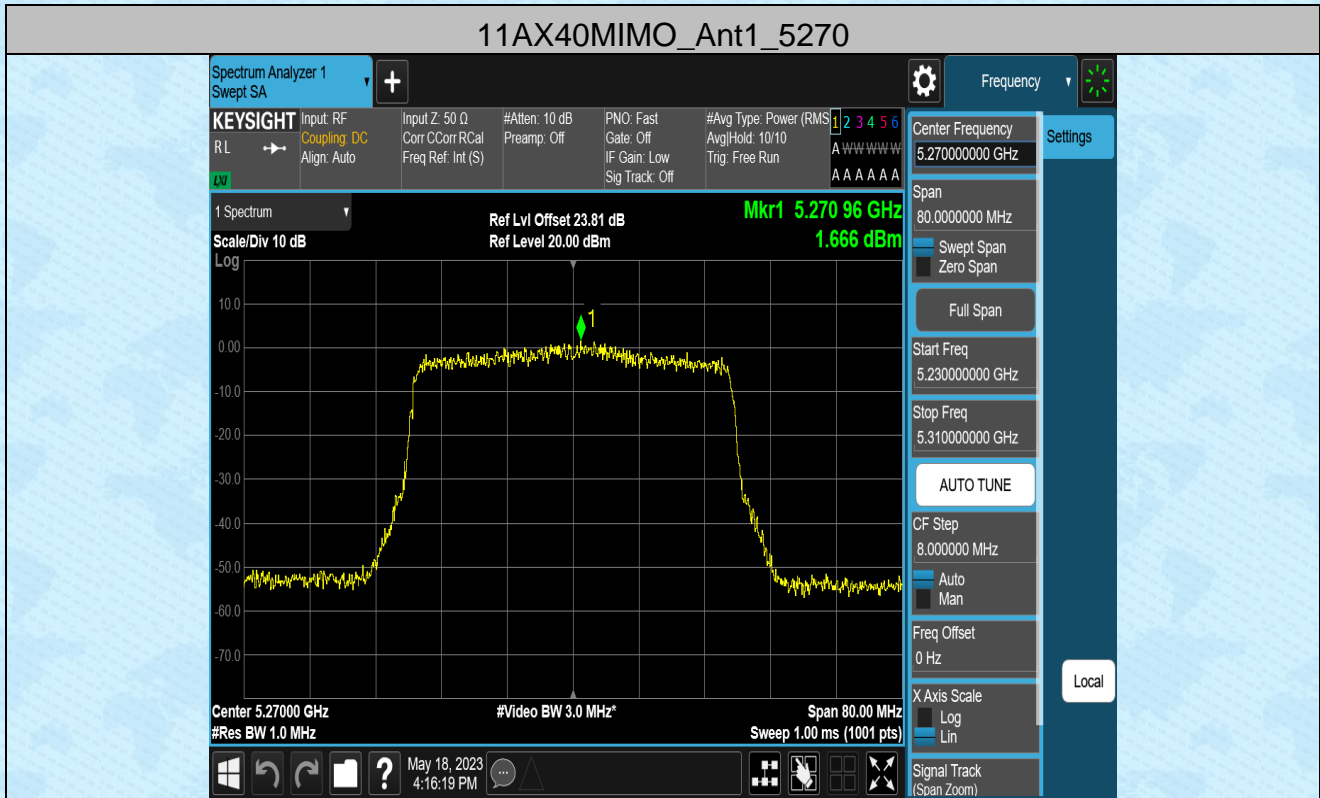 11AX40MIMO_Ant1_5270
Spectrum Analyzer 1
Swept SA
+
Frequency
KEYSIGHT
RL
LXI
Input: RF
Coupling: DC
Align: Auto
Input Z: 50 Ω
Corr CCorr RCal
Freq Ref: Int (S)
#Atten: 10 dB
Preamp: Off
PNO: Fast
Gate: Off
IF Gain: Low
Sig Track: Off
#Avg Type: Power (RMS
Avg|Hold: 10/10
Trig: Free Run
1 2 3 4 5 6
A W W W W W
A A A A A A
1 Spectrum
Scale/Div 10 dB
Log
Ref Lvl Offset 23.81 dB
Ref Level 20.00 dBm
Mkr1 5.270 96 GHz
1.666 dBm
10.0
0.00
-10.0
-20.0
-30.0
-40.0
-50.0
-60.0
-70.0
1
Center 5.27000 GHz
#Res BW 1.0 MHz
#Video BW 3.0 MHz*
Span 80.00 MHz
Sweep 1.00 ms (1001 pts)
?
May 18, 2023
4:16:19 PM
Center Frequency
5.270000000 GHz
Settings
Span
80.0000000 MHz
Swept Span
Zero Span
Full Span
Start Freq
5.230000000 GHz
Stop Freq
5.310000000 GHz
AUTO TUNE
CF Step
8.000000 MHz
Auto
Man
Freq Offset
0 Hz
X Axis Scale
Log
Lin
Local
Signal Track
(Span Zoom)